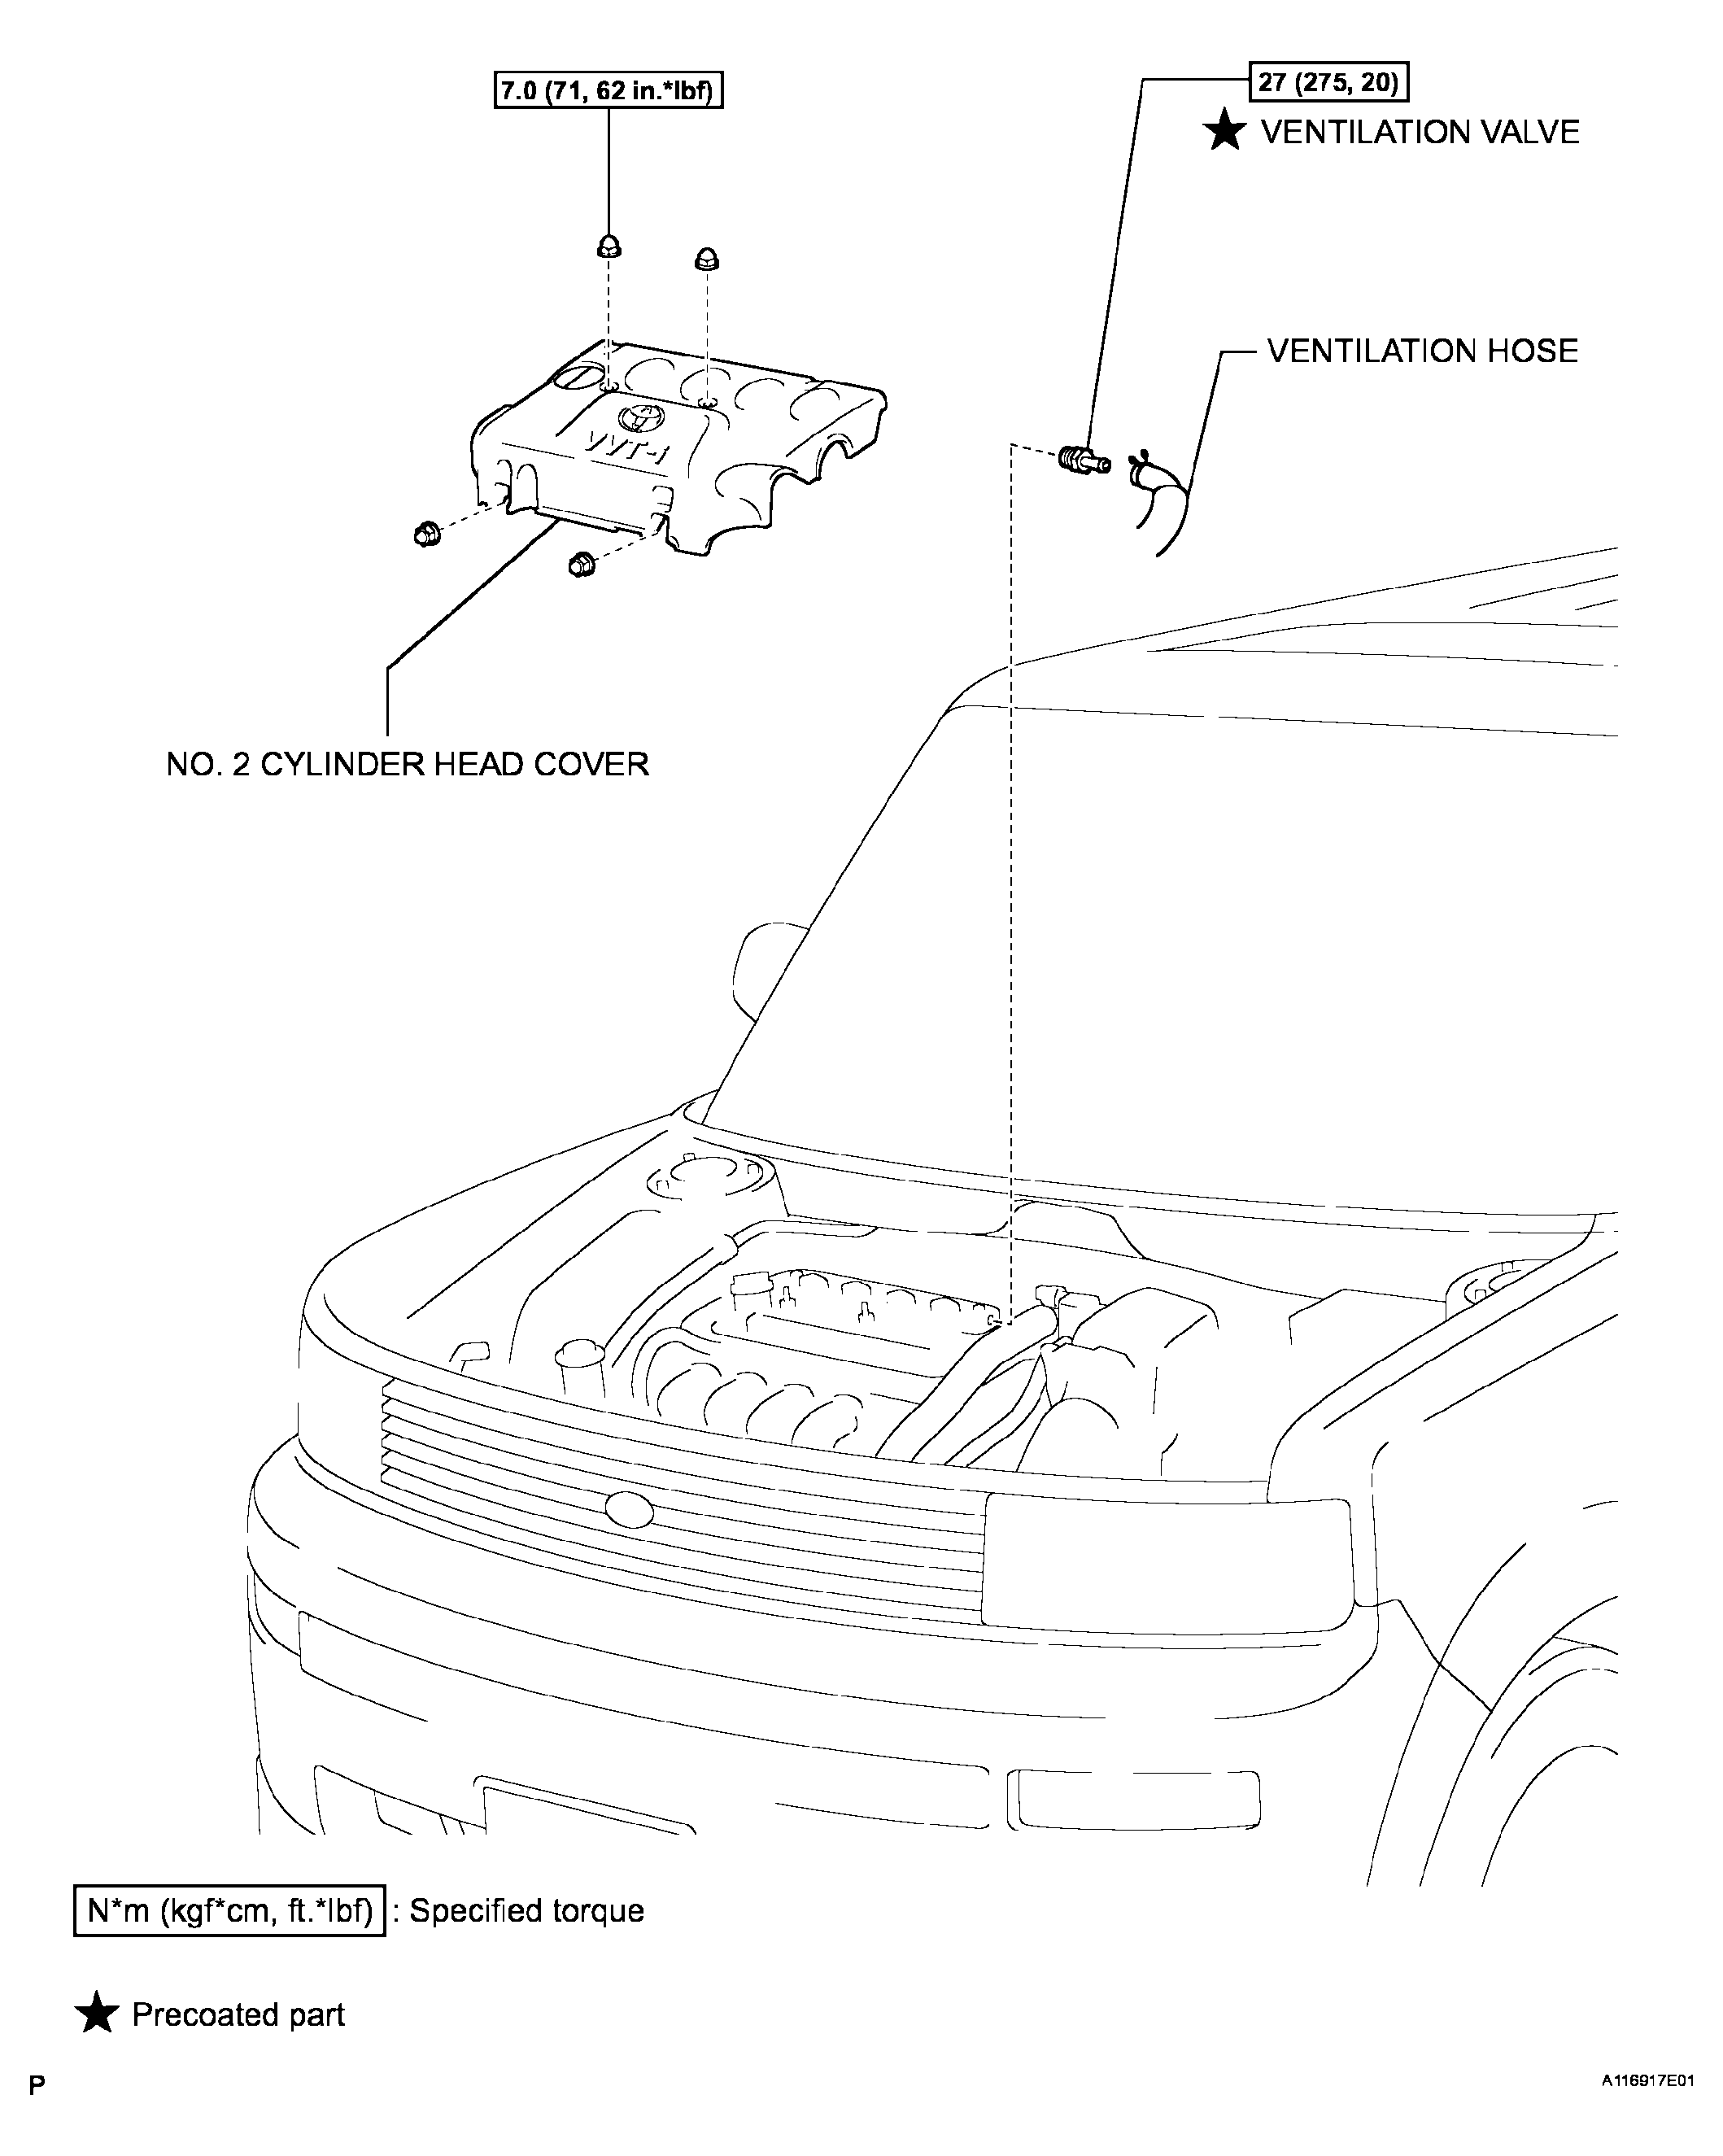 7.0 (71, 62 in.*lbf)
27 (275, 20)
★ VENTILATION VALVE
VENTILATION HOSE
VVT-i
NO. 2 CYLINDER HEAD COVER
N*m (kgf*cm, ft.*lbf) : Specified torque
★ Precoated part
P
A116917E01